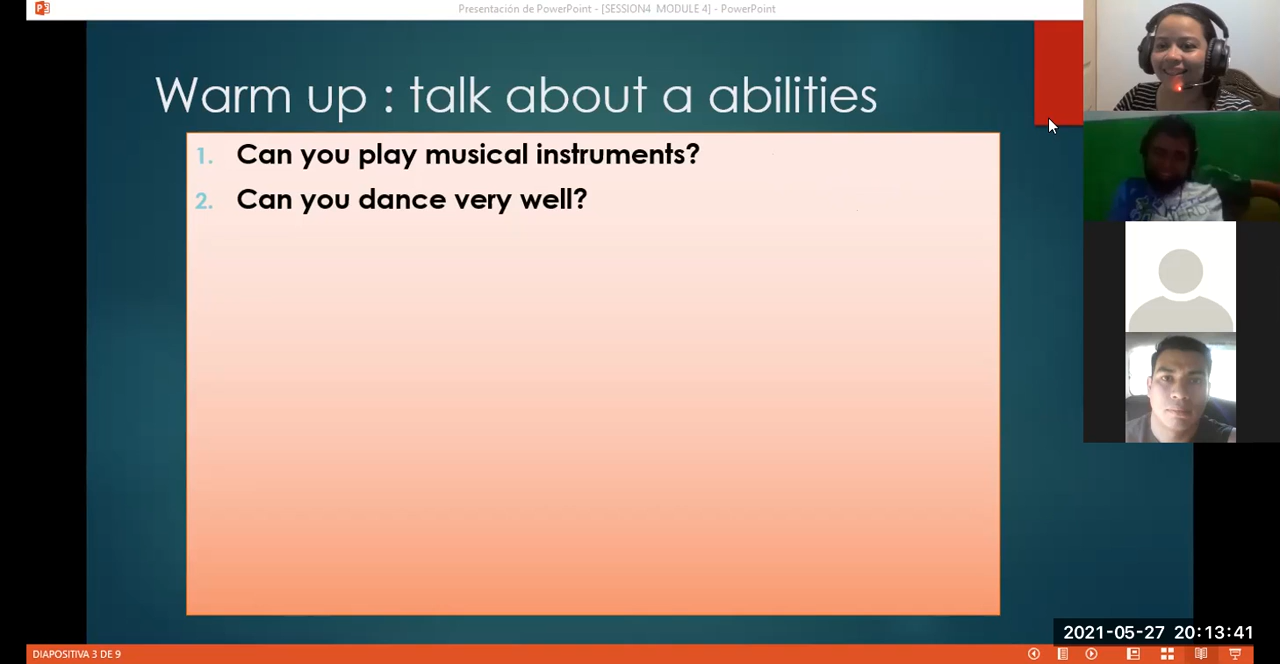 Presentación de PowerPoint - [SESSION4 MODULE 4] - PowerPoint
Warm up : talk about a abilities
1. Can you play musical instruments?
2. Can you dance very well?
2021-05-27 20:13:41
DIAPOSITIVA 3 DE 9